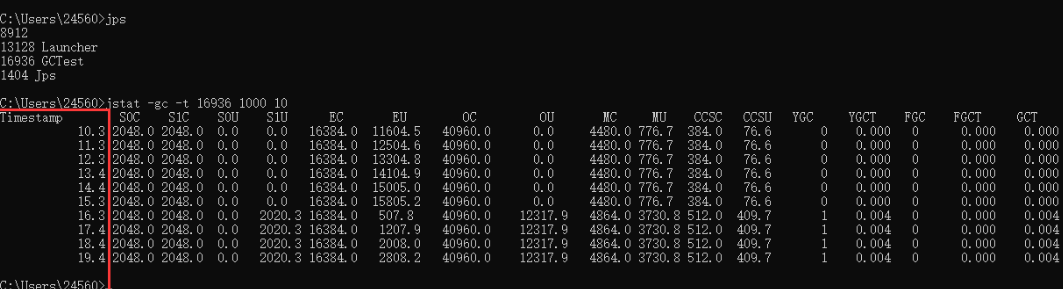 C:\Users\24560>jps
8912
13128 Launcher
16936 GCTest
1404 Jps
C:\Users\24560>jstat -gc -t 16936 1000 10
Timestamp S0C S1C S0U S1U EC EU OC OU MC MU CCSC CCSU YGC YGCT FGC FGCT GCT
10.3 2048.0 2048.0 0.0 0.0 16384.0 11604.5 40960.0 0.0 4480.0 776.7 384.0 76.6 0 0.000 0 0.000 0.000
11.3 2048.0 2048.0 0.0 0.0 16384.0 12504.6 40960.0 0.0 4480.0 776.7 384.0 76.6 0 0.000 0 0.000 0.000
12.3 2048.0 2048.0 0.0 0.0 16384.0 13304.8 40960.0 0.0 4480.0 776.7 384.0 76.6 0 0.000 0 0.000 0.000
13.4 2048.0 2048.0 0.0 0.0 16384.0 14104.9 40960.0 0.0 4480.0 776.7 384.0 76.6 0 0.000 0 0.000 0.000
14.4 2048.0 2048.0 0.0 0.0 16384.0 15005.0 40960.0 0.0 4480.0 776.7 384.0 76.6 0 0.000 0 0.000 0.000
15.3 2048.0 2048.0 0.0 0.0 16384.0 15805.2 40960.0 0.0 4480.0 776.7 384.0 76.6 0 0.000 0 0.000 0.000
16.3 2048.0 2048.0 0.0 2020.3 16384.0 507.8 40960.0 12317.9 4864.0 3730.8 512.0 409.7 1 0.004 0 0.000 0.004
17.4 2048.0 2048.0 0.0 2020.3 16384.0 1207.9 40960.0 12317.9 4864.0 3730.8 512.0 409.7 1 0.004 0 0.000 0.004
18.4 2048.0 2048.0 0.0 2020.3 16384.0 2008.0 40960.0 12317.9 4864.0 3730.8 512.0 409.7 1 0.004 0 0.000 0.004
19.4 2048.0 2048.0 0.0 2020.3 16384.0 2808.2 40960.0 12317.9 4864.0 3730.8 512.0 409.7 1 0.004 0 0.000 0.004
C:\Users\24560>